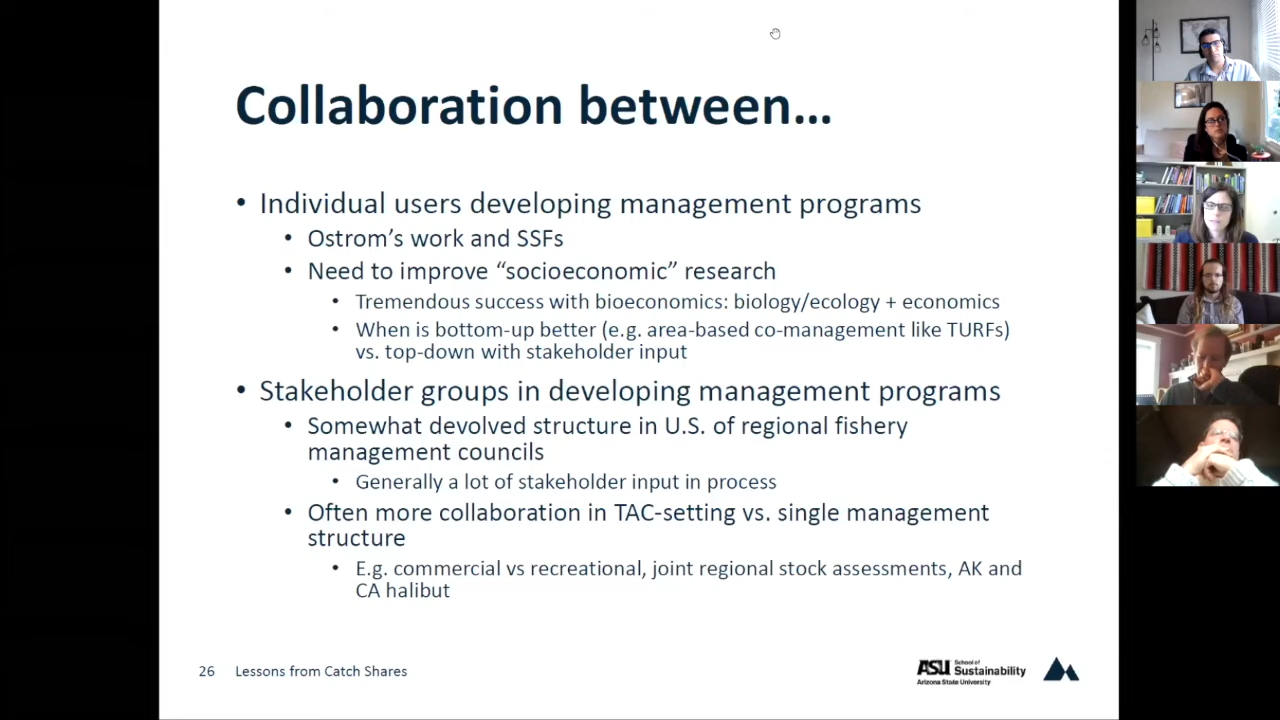 Collaboration between...
• Individual users developing management programs
• Ostrom's work and SSFs
• Need to improve “socioeconomic” research
• Tremendous success with bioeconomics: biology/ecology + economics
• When is bottom-up better (e.g. area-based co-management like TURFs)
vs. top-down with stakeholder input
• Stakeholder groups in developing management programs
• Somewhat devolved structure in U.S. of regional fishery
management councils
• Generally a lot of stakeholder input in process
• Often more collaboration in TAC-setting vs. single management
structure
• E.g. commercial vs recreational, joint regional stock assessments, AK and
CA halibut
26 Lessons from Catch Shares
ASU School of
Sustainability
Arizona State University